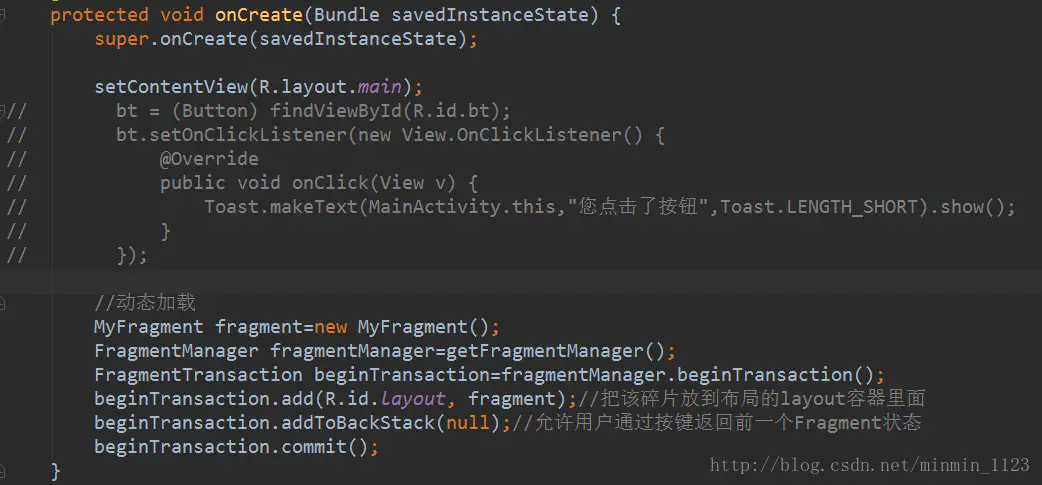 protected void onCreate(Bundle savedInstanceState) {
    super.onCreate(savedInstanceState);

    setContentView(R.layout.main);
//        bt = (Button) findViewById(R.id.bt);
//        bt.setOnClickListener(new View.OnClickListener() {
//            @Override
//            public void onClick(View v) {
//                Toast.makeText(MainActivity.this,"您点击了按钮",Toast.LENGTH_SHORT).show();
//            }
//        });

    //动态加载
    MyFragment fragment=new MyFragment();
    FragmentManager fragmentManager=getFragmentManager();
    FragmentTransaction beginTransaction=fragmentManager.beginTransaction();
    beginTransaction.add(R.id.layout, fragment);//把该碎片放到布局的layout容器里面
    beginTransaction.addToBackStack(null);//允许用户通过按键返回前一个Fragment状态
    beginTransaction.commit();
}
http://blog.csdn.net/minmin_1123